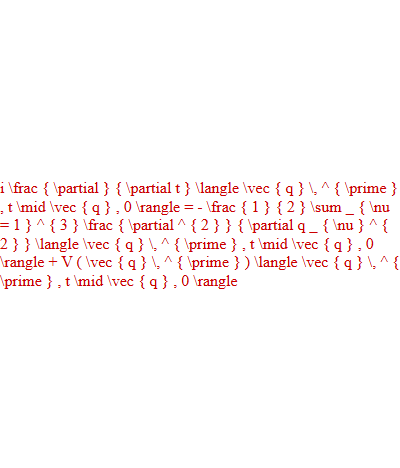 i \frac { \partial } { \partial t } \langle \vec { q } \, ^ { \prime }
, t \mid \vec { q } , 0 \rangle = - \frac { 1 } { 2 } \sum _ { \nu
= 1 } ^ { 3 } \frac { \partial ^ { 2 } } { \partial q _ { \nu } ^ {
2 } } \langle \vec { q } \, ^ { \prime } , t \mid \vec { q } , 0
\rangle + V ( \vec { q } \, ^ { \prime } ) \langle \vec { q } \, ^ {
\prime } , t \mid \vec { q } , 0 \rangle